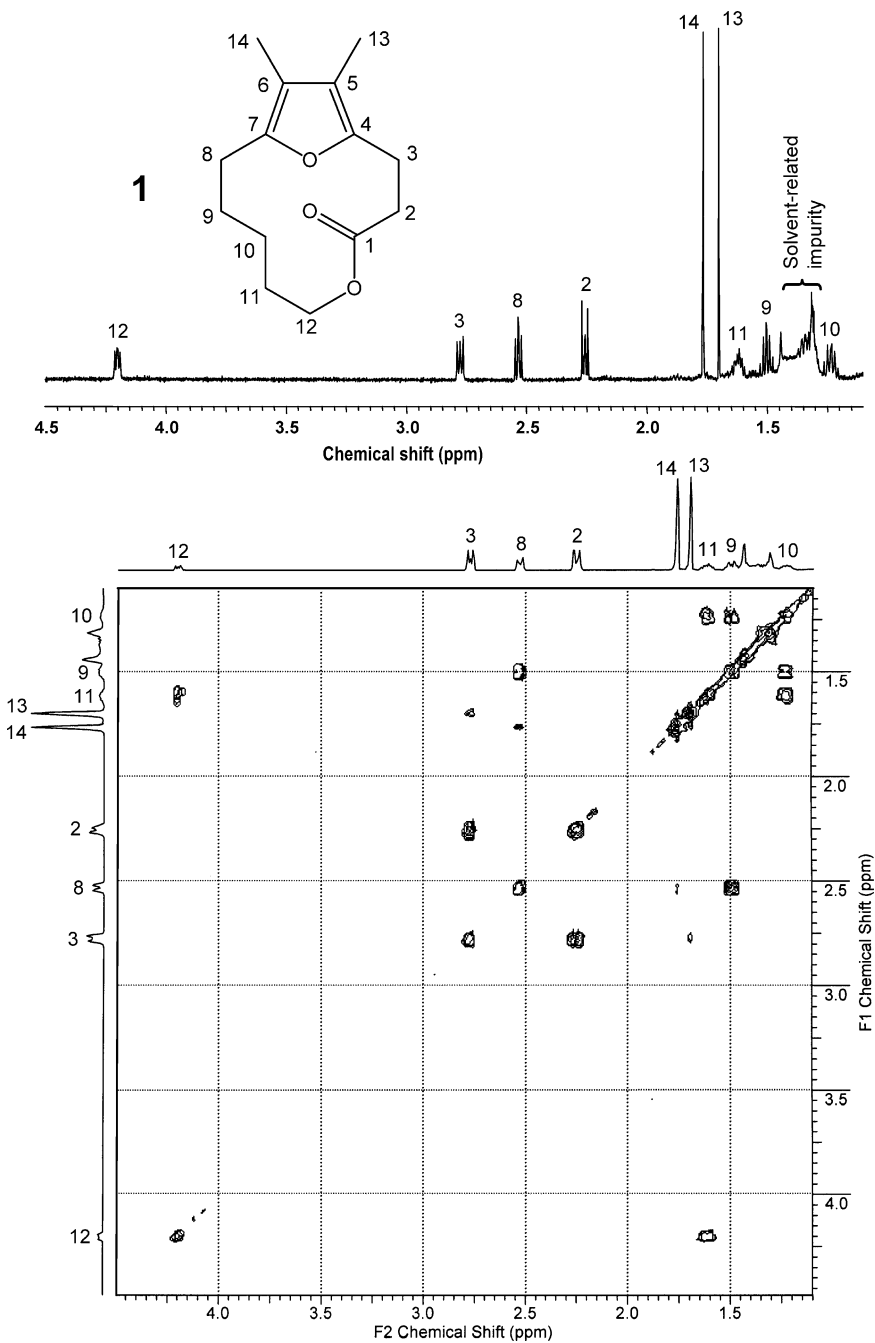 14 13
14 13
6 5
7 4
O
8 3
1
O
9 2
10 1
11 O
12
Solvent-related
impurity
12 3 8 2 11 9 10
4.5 4.0 3.5 3.0 2.5 2.0 1.5
Chemical shift (ppm)
14 13
12 3 8 2 11 9 10
10
9
11
13
14
2
8
3
12
1.5
2.0
2.5
3.0
3.5
4.0
F1 Chemical Shift (ppm)
4.0 3.5 3.0 2.5 2.0 1.5
F2 Chemical Shift (ppm)